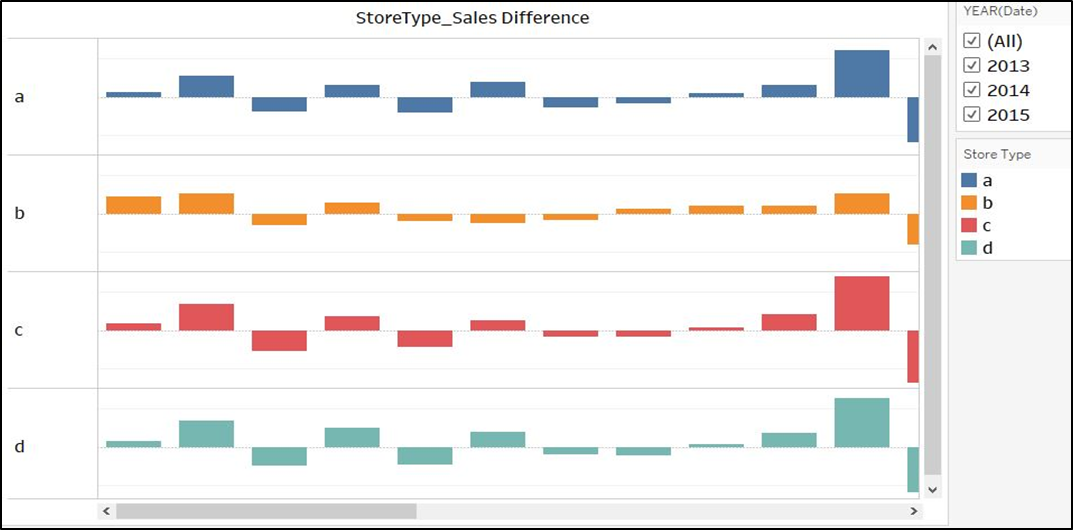 StoreType_Sales Difference
a
b
c
d
YEAR(Date)
(All)
2013
2014
2015
Store Type
a
b
c
d